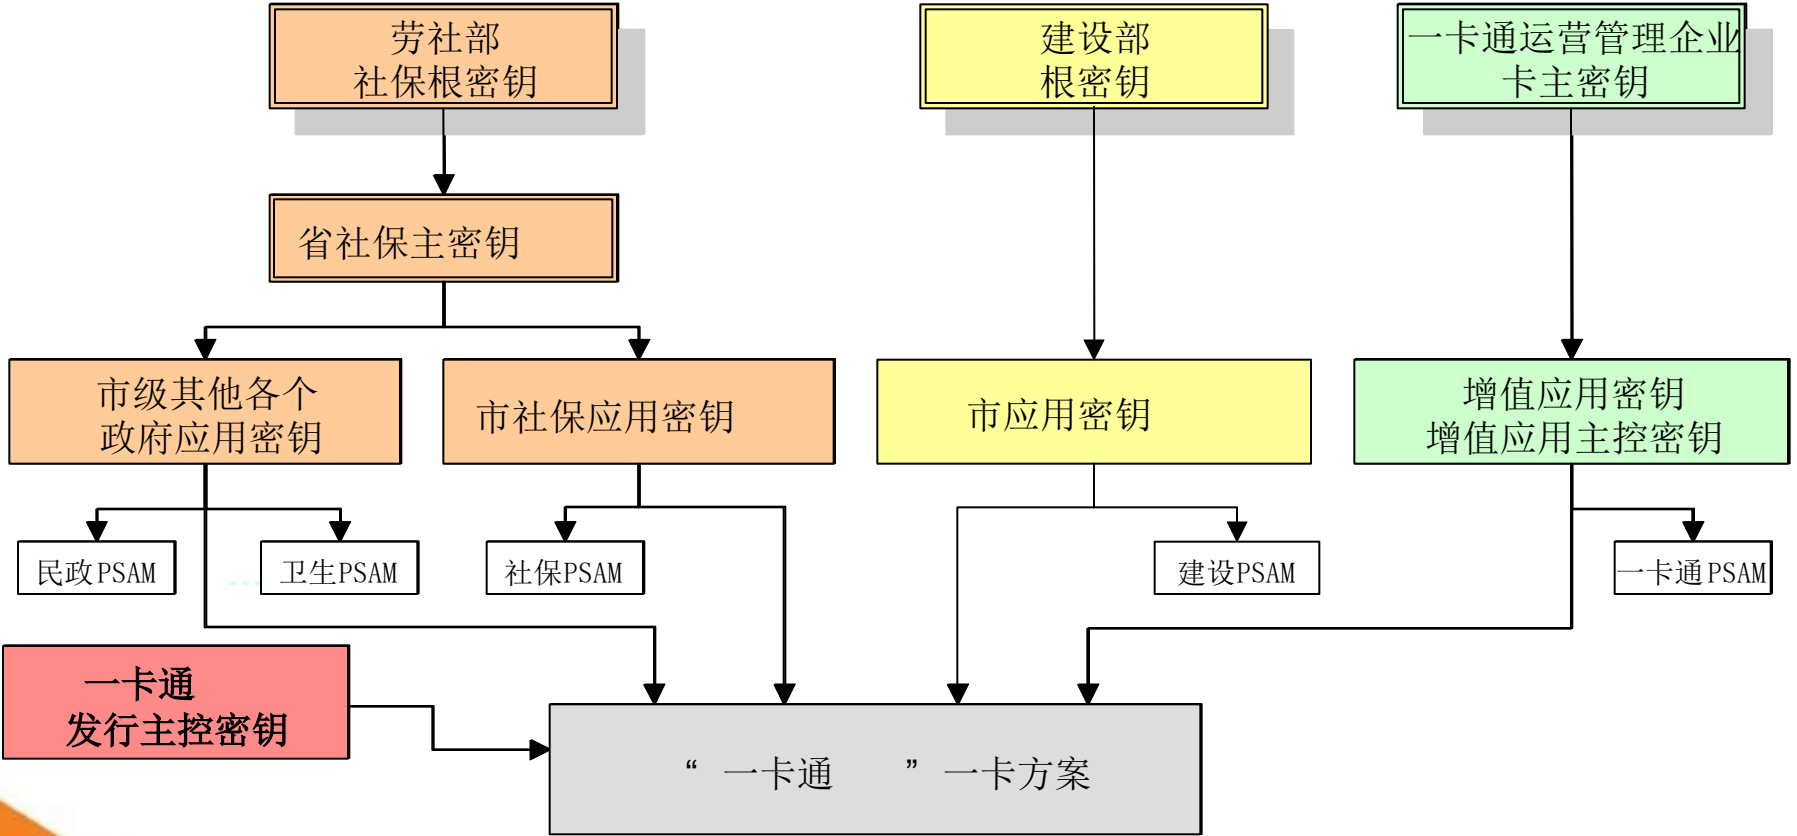 劳社部
社保根密钥
建设部
根密钥
一卡通运营管理企业
卡主密钥
省社保主密钥
市级其他各个
政府应用密钥
市社保应用密钥
市应用密钥
增值应用密钥
增值应用主控密钥
民政PSAM
...
卫生PSAM
社保PSAM
建设PSAM
一卡通PSAM
一卡通
发行主控密钥
“一卡通 ”一卡方案